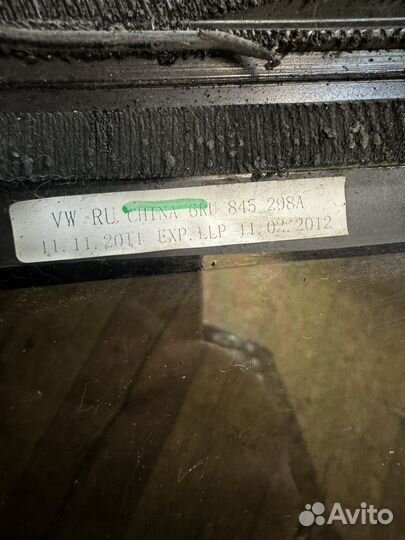 VW RU CHINA 6RU 845 298A
11.11.2011 EXP.LLP 11.02.2012
Avito